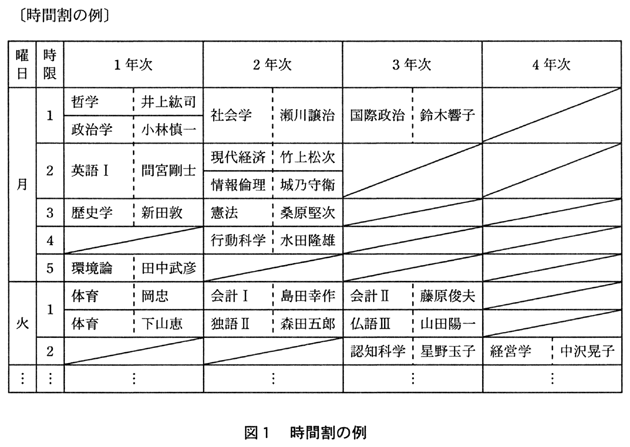 〔時間割の例〕
曜日 時限 1年次 2年次 3年次 4年次
月 1 哲学 井上紘司 社会学 瀬川譲治 国際政治 鈴木響子
政治学 小林慎一
2 英語Ⅰ 間宮剛士 現代経済 竹上松次
情報倫理 城乃守衛
3 歴史学 新田敦 憲法 桑原堅次
4 行動科学 水田隆雄
5 環境論 田中武彦
火 1 体育 岡忠 会計Ⅰ 島田幸作 会計Ⅱ 藤原俊夫
体育 下山恵 独語Ⅱ 森田五郎 仏語Ⅲ 山田陽一
2 認知科学 星野玉子 経営学 中沢晃子
⋮ ⋮ ⋮ ⋮ ⋮ ⋮
図1 時間割の例